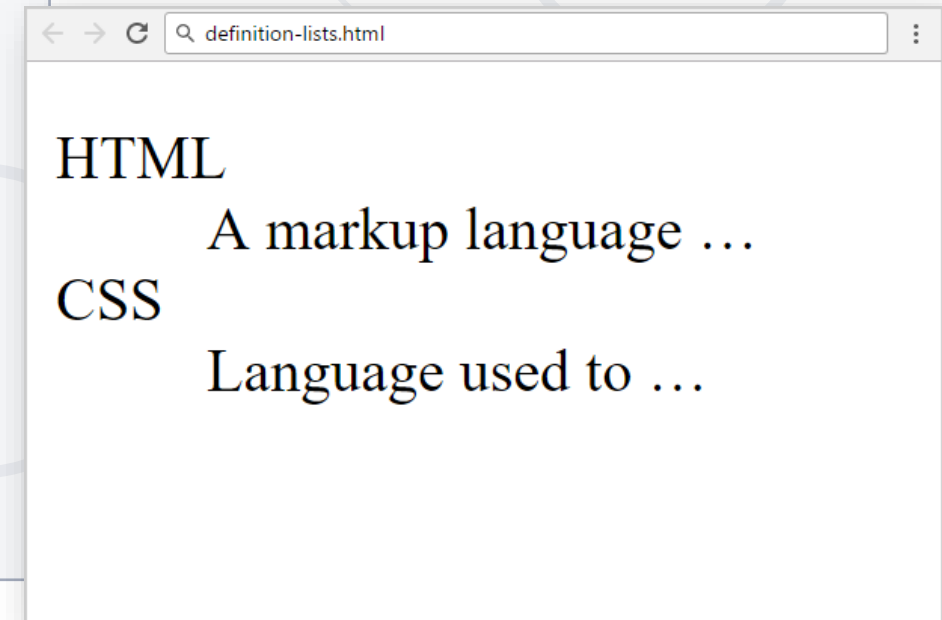 definition-lists.html
HTML
A markup language …
CSS
Language used to …